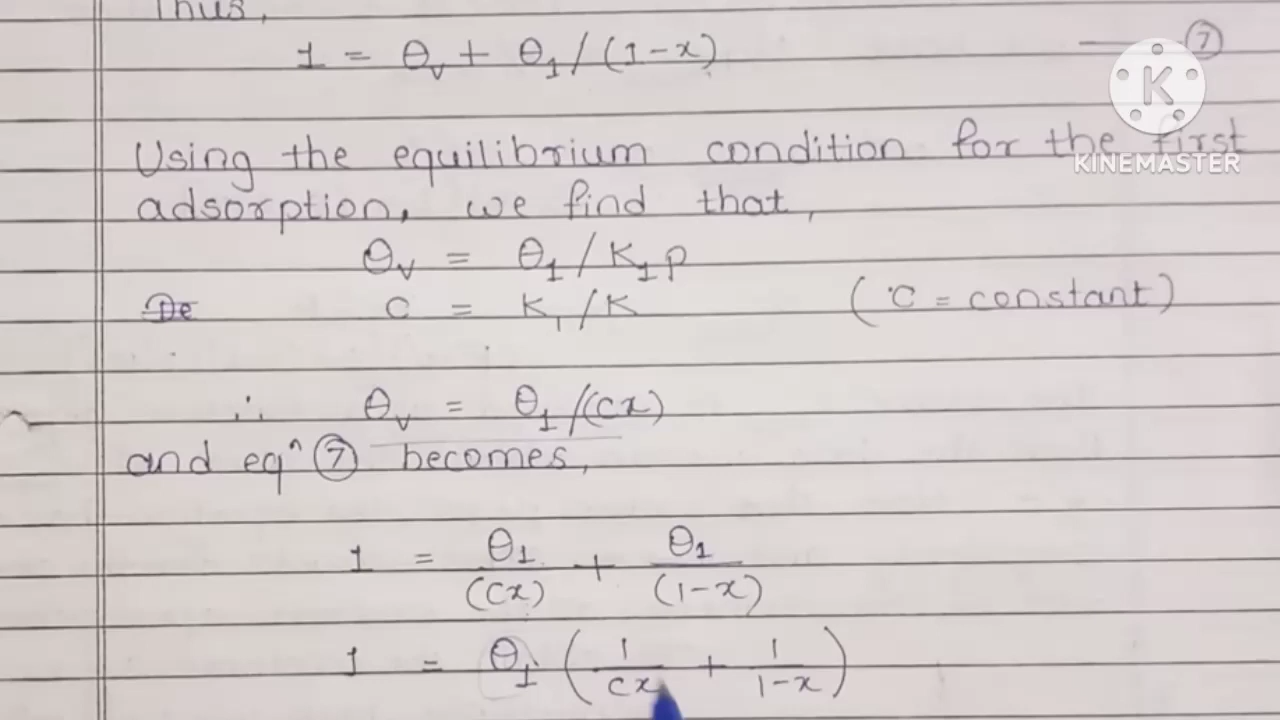 Thus,
1 = θv + θ1 / (1-x) ⑦
K
KINEMASTER
Using the equilibrium condition for the first
adsorption, we find that,
θv = θ1 / K1 p
De C = K1 / K (C = constant)
∴ θv = θ1 /(cx)
and eqⁿ ⑦ becomes,
1 = θ1/(cx) + θ1/(1-x)
1 = θ1 (1/cx + 1/1-x)